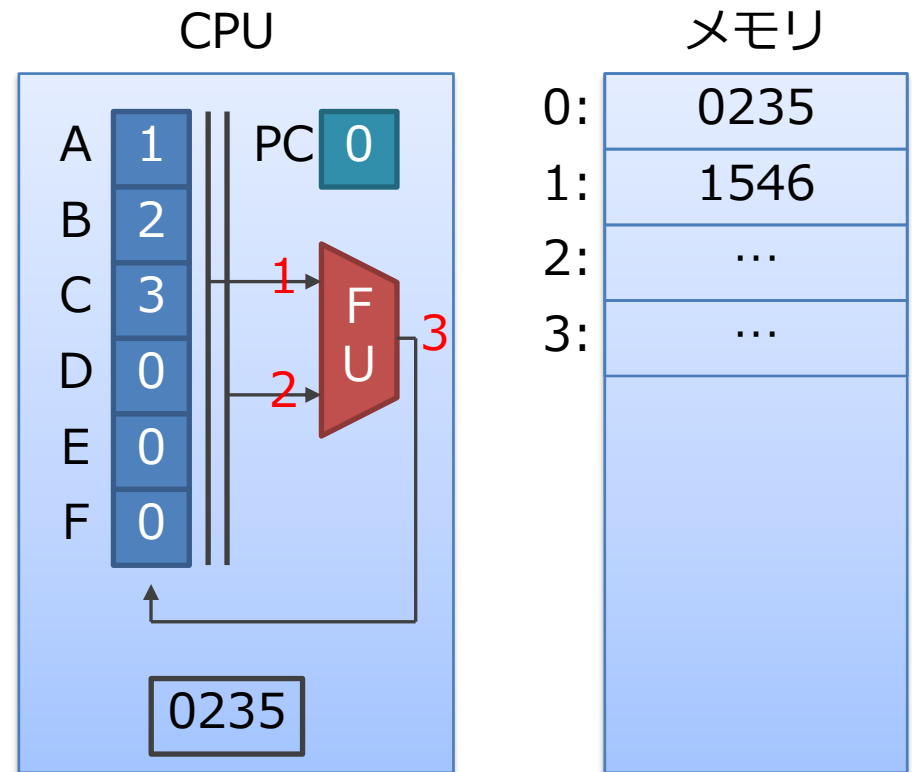 CPU
メモリ
A 1
B 2
C 3
D 0
E 0
F 0
PC 0
1
2
F
U
3
0235
0: 0235
1: 1546
2: …
3: …